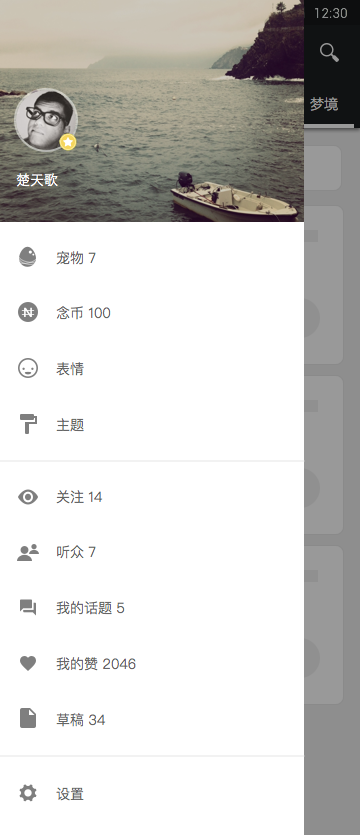 12:30
梦境
楚天歌
宠物 7
念币 100
表情
主题
关注 14
听众 7
我的话题 5
我的赞 2046
草稿 34
设置